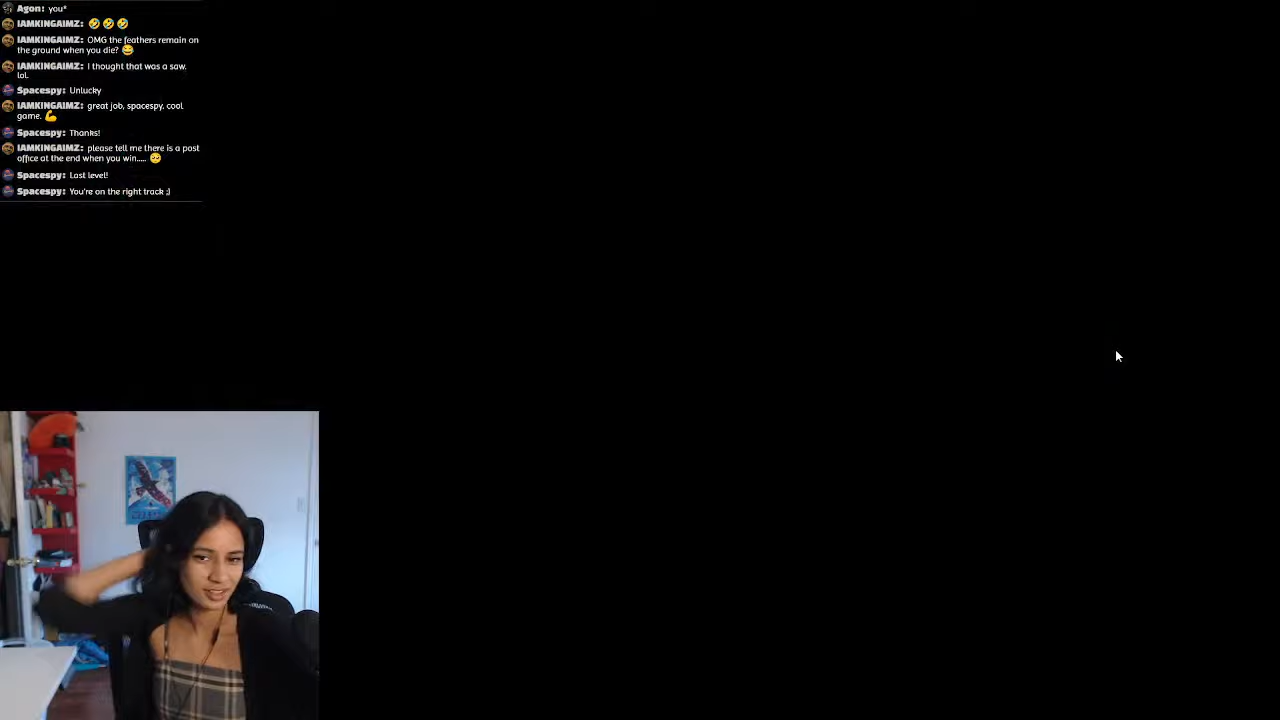 Agon: you*
IAMKINGAIMZ: 🤣🤣🤣
IAMKINGAIMZ: OMG the feathers remain on
the ground when you die? 😂
IAMKINGAIMZ: I thought that was a saw.
lol.
Spacespy: Unlucky
IAMKINGAIMZ: great job, spacespy. cool
game. 💪
Spacespy: Thanks!
IAMKINGAIMZ: please tell me there is a post
office at the end when you win..... 🥺
Spacespy: Last level!
Spacespy: You're on the right track ;)